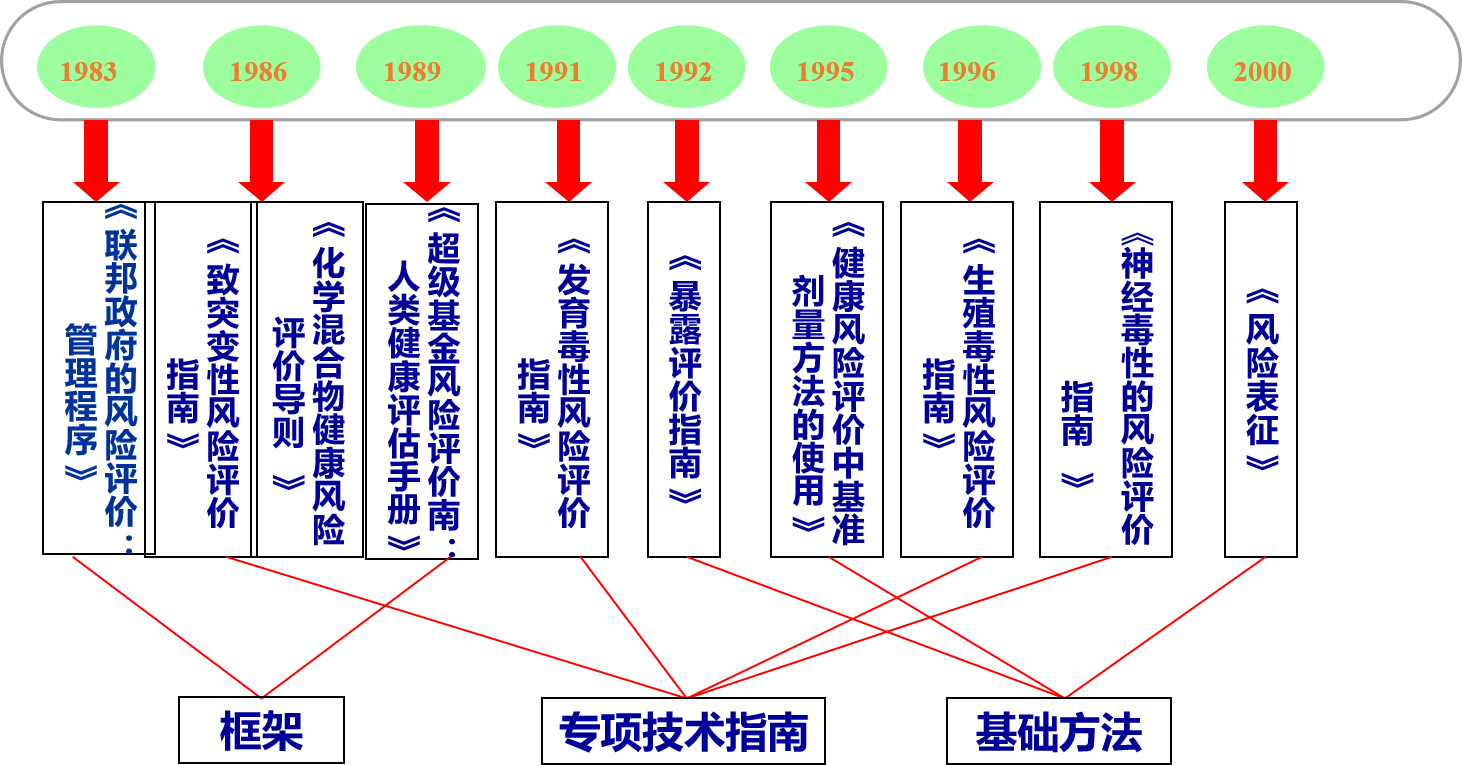 1983
1986
1989
1991
1992
1995
1996
1998
2000
《联邦政府的风险评价：
管理程序》
《致突变性风险评价
指南》
《化学混合物健康风险
评价导则 》
《超级基金风险评价南：
人类健康评估手册》
《发育毒性风险评价
指南》
《暴露评价指南》
《健康风险评价中基准
剂量方法的使用》
《生殖毒性风险评价
指南》
《神经毒性的风险评价
指南 》
《风险表征》
框架
专项技术指南
基础方法